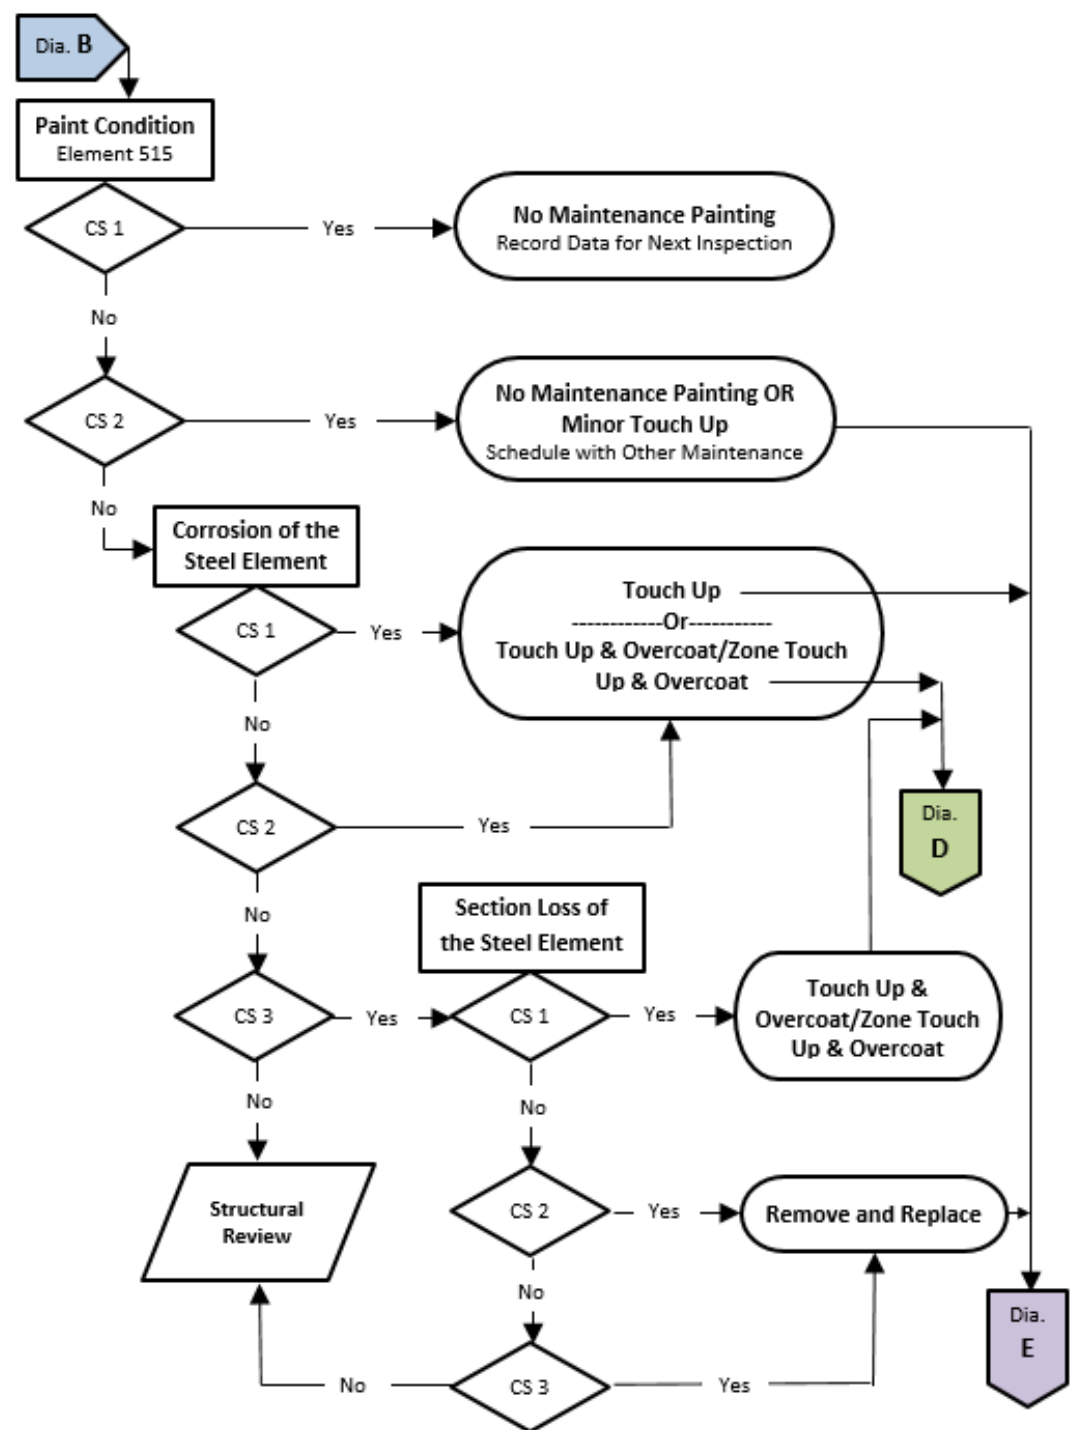 Dia. B
Paint Condition
Element 515
CS 1
Yes
No Maintenance Painting
Record Data for Next Inspection
No
CS 2
Yes
No Maintenance Painting OR
Minor Touch Up
Schedule with Other Maintenance
No
Corrosion of the
Steel Element
CS 1
Yes
Touch Up
-------------Or-----------
Touch Up & Overcoat/Zone Touch
Up & Overcoat
No
CS 2
Yes
Dia.
D
No
Section Loss of
the Steel Element
CS 3
Yes
CS 1
Yes
Touch Up &
Overcoat/Zone Touch
Up & Overcoat
No
No
Structural
Review
CS 2
Yes
Remove and Replace
No
Dia.
E
No
CS 3
Yes